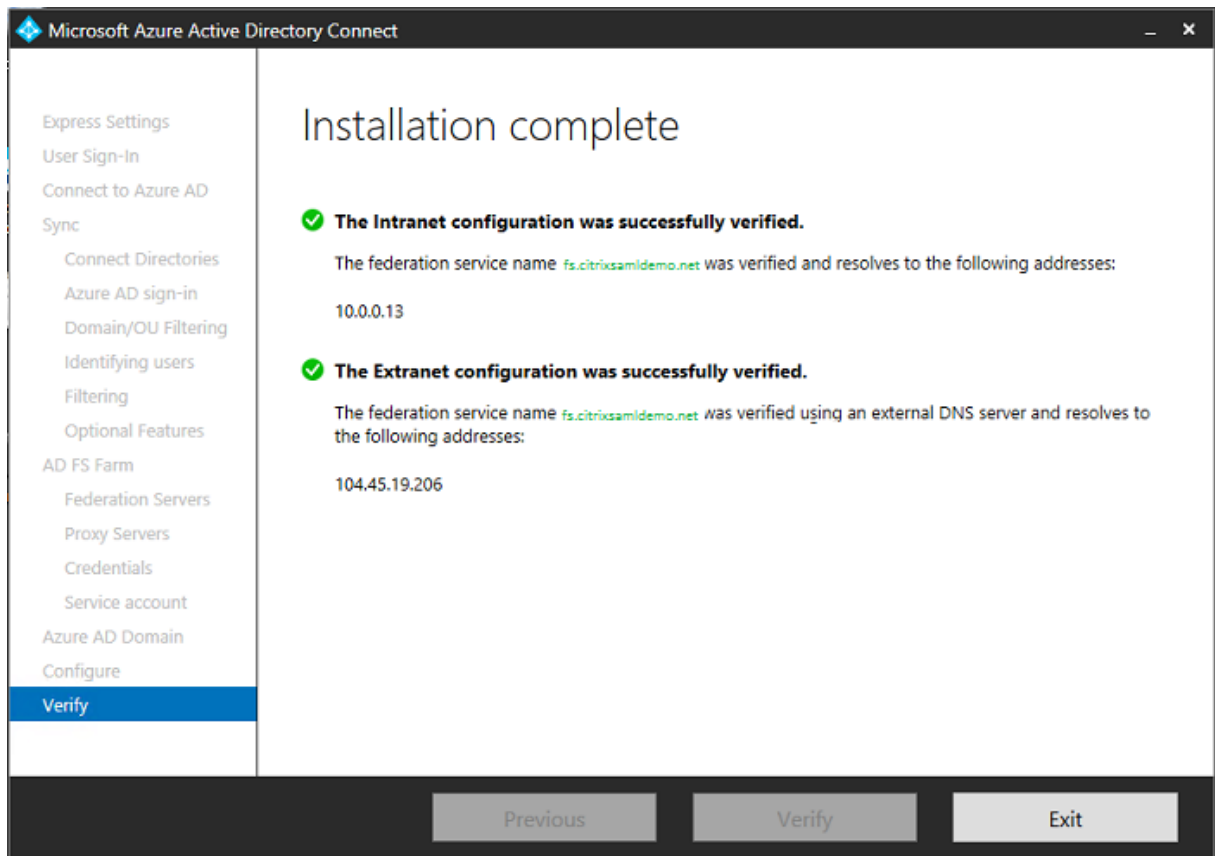 Microsoft Azure Active Directory Connect
Express Settings
User Sign-In
Connect to Azure AD
Sync
Connect Directories
Azure AD sign-in
Domain/OU Filtering
Identifying users
Filtering
Optional Features
AD FS Farm
Federation Servers
Proxy Servers
Credentials
Service account
Azure AD Domain
Configure
Verify
Installation complete
The Intranet configuration was successfully verified.
The federation service name fs.citrixsamldemo.net was verified and resolves to the following addresses:
10.0.0.13
The Extranet configuration was successfully verified.
The federation service name fs.citrixsamldemo.net was verified using an external DNS server and resolves to
the following addresses:
104.45.19.206
Previous
Verify
Exit